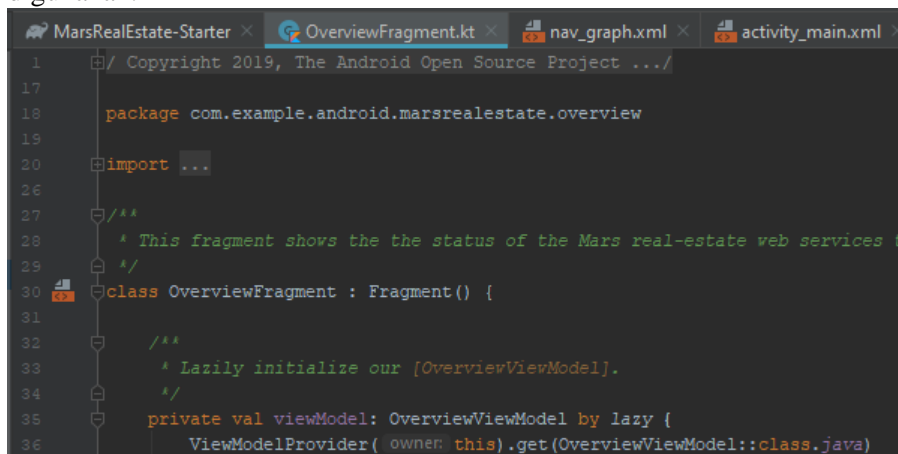 MarsRealEstate-Starter OverviewFragment.kt nav_graph.xml activity_main.xml
1 / Copyright 2019, The Android Open Source Project .../
17
18 package com.example.android.marsrealestate.overview
19
20 import ...
26
27 /**
28 * This fragment shows the the status of the Mars real-estate web services
29 */
30 class OverviewFragment : Fragment() {
31
32 /**
33 * Lazily initialize our [OverviewViewModel].
34 */
35 private val viewModel: OverviewViewModel by lazy {
36 ViewModelProvider( owner: this).get(OverviewViewModel::class.java)